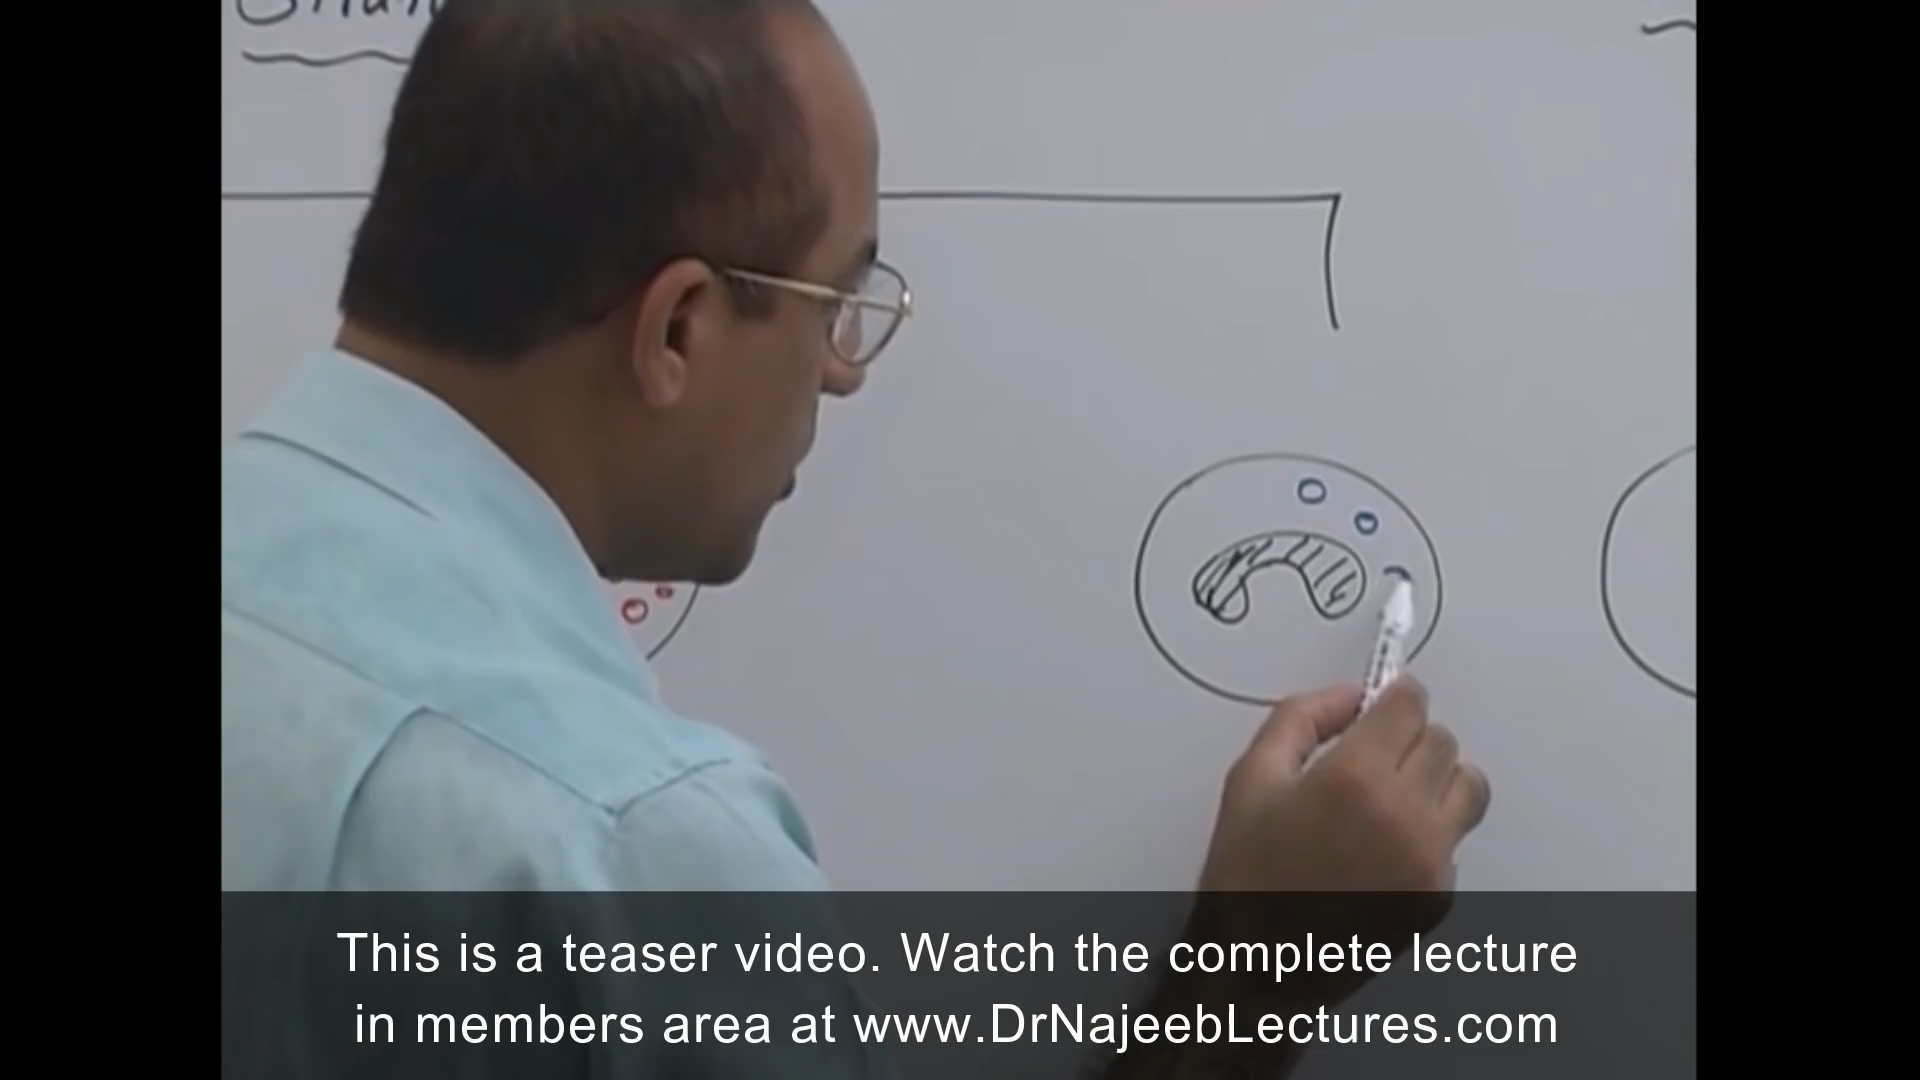 This is a teaser video. Watch the complete lecture
in members area at www.DrNajeebLectures.com